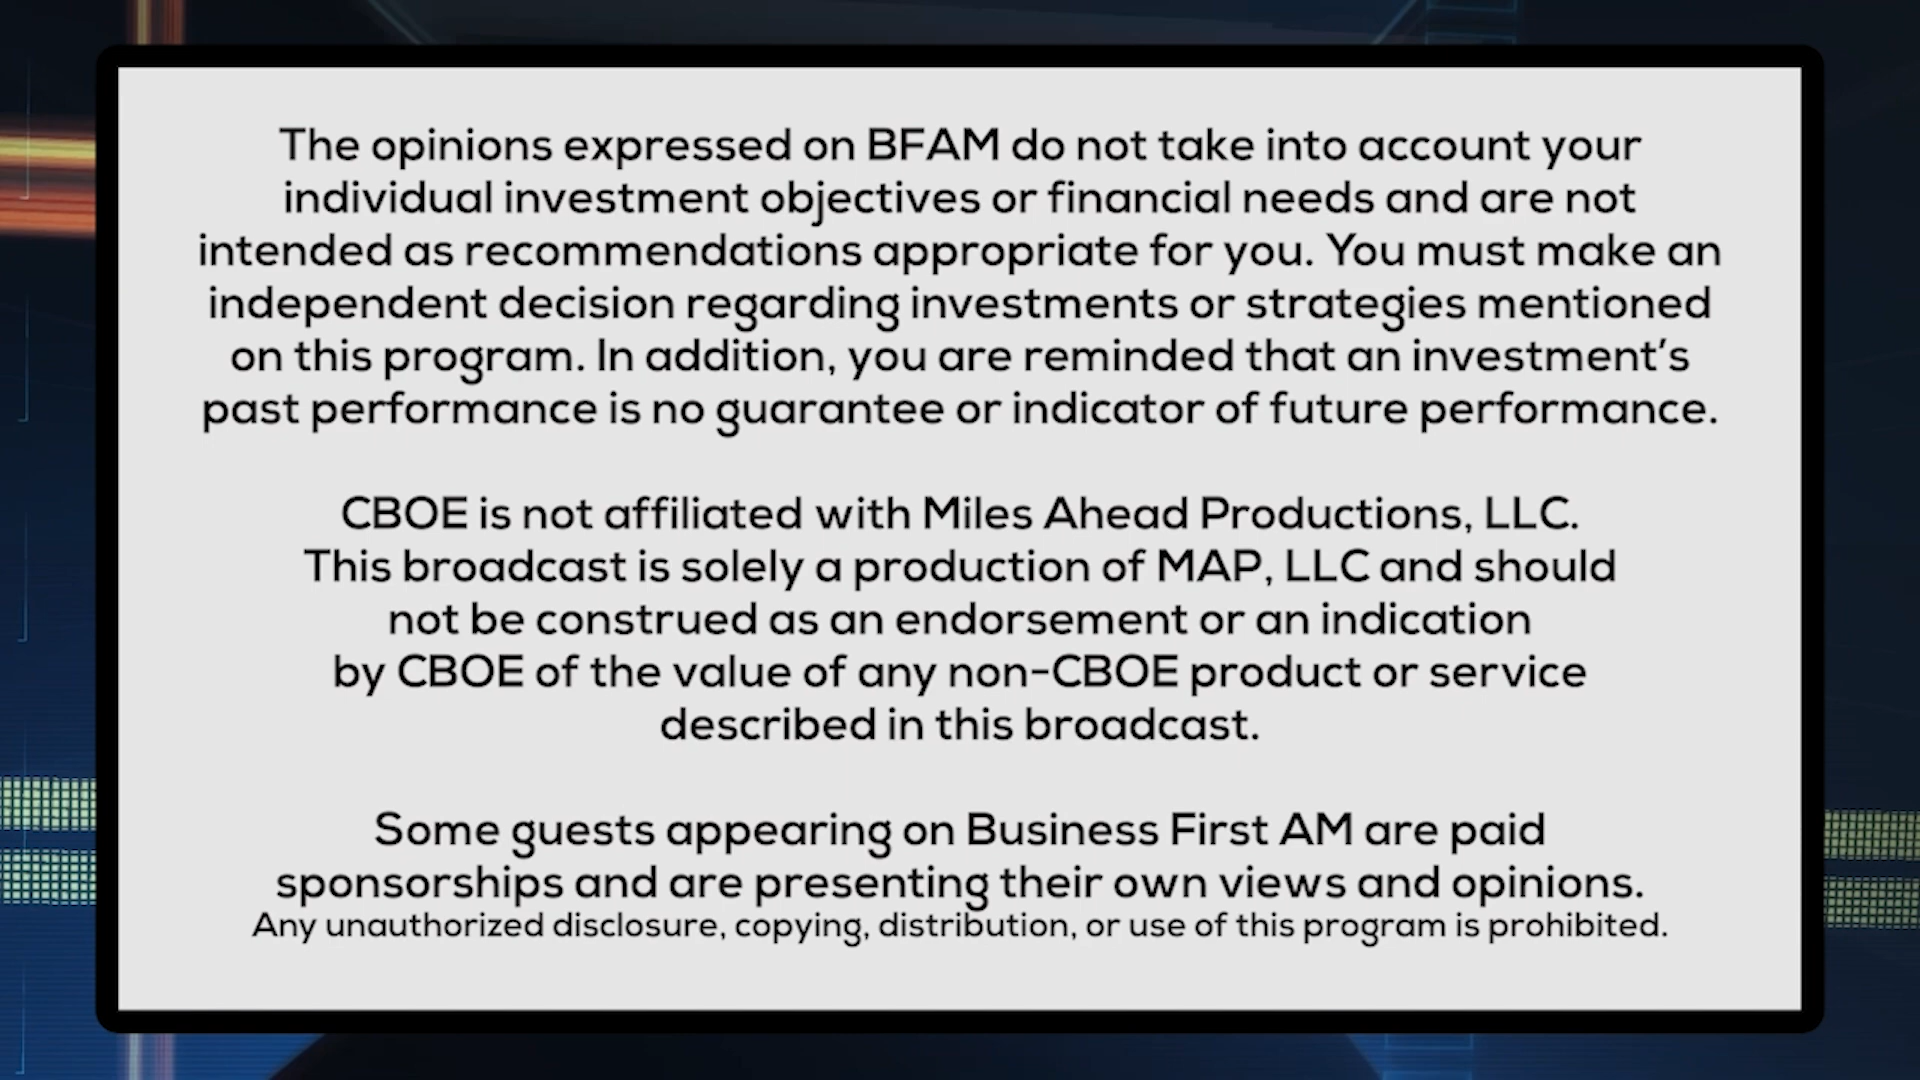 The opinions expressed on BFAM do not take into account your
individual investment objectives or financial needs and are not
intended as recommendations appropriate for you. You must make an
independent decision regarding investments or strategies mentioned
on this program. In addition, you are reminded that an investment’s
past performance is no guarantee or indicator of future performance.
CBOE is not affiliated with Miles Ahead Productions, LLC.
This broadcast is solely a production of MAP, LLC and should
not be construed as an endorsement or an indication
by CBOE of the value of any non-CBOE product or service
described in this broadcast.
Some guests appearing on Business First AM are paid
sponsorships and are presenting their own views and opinions.
Any unauthorized disclosure, copying, distribution, or use of this program is prohibited.